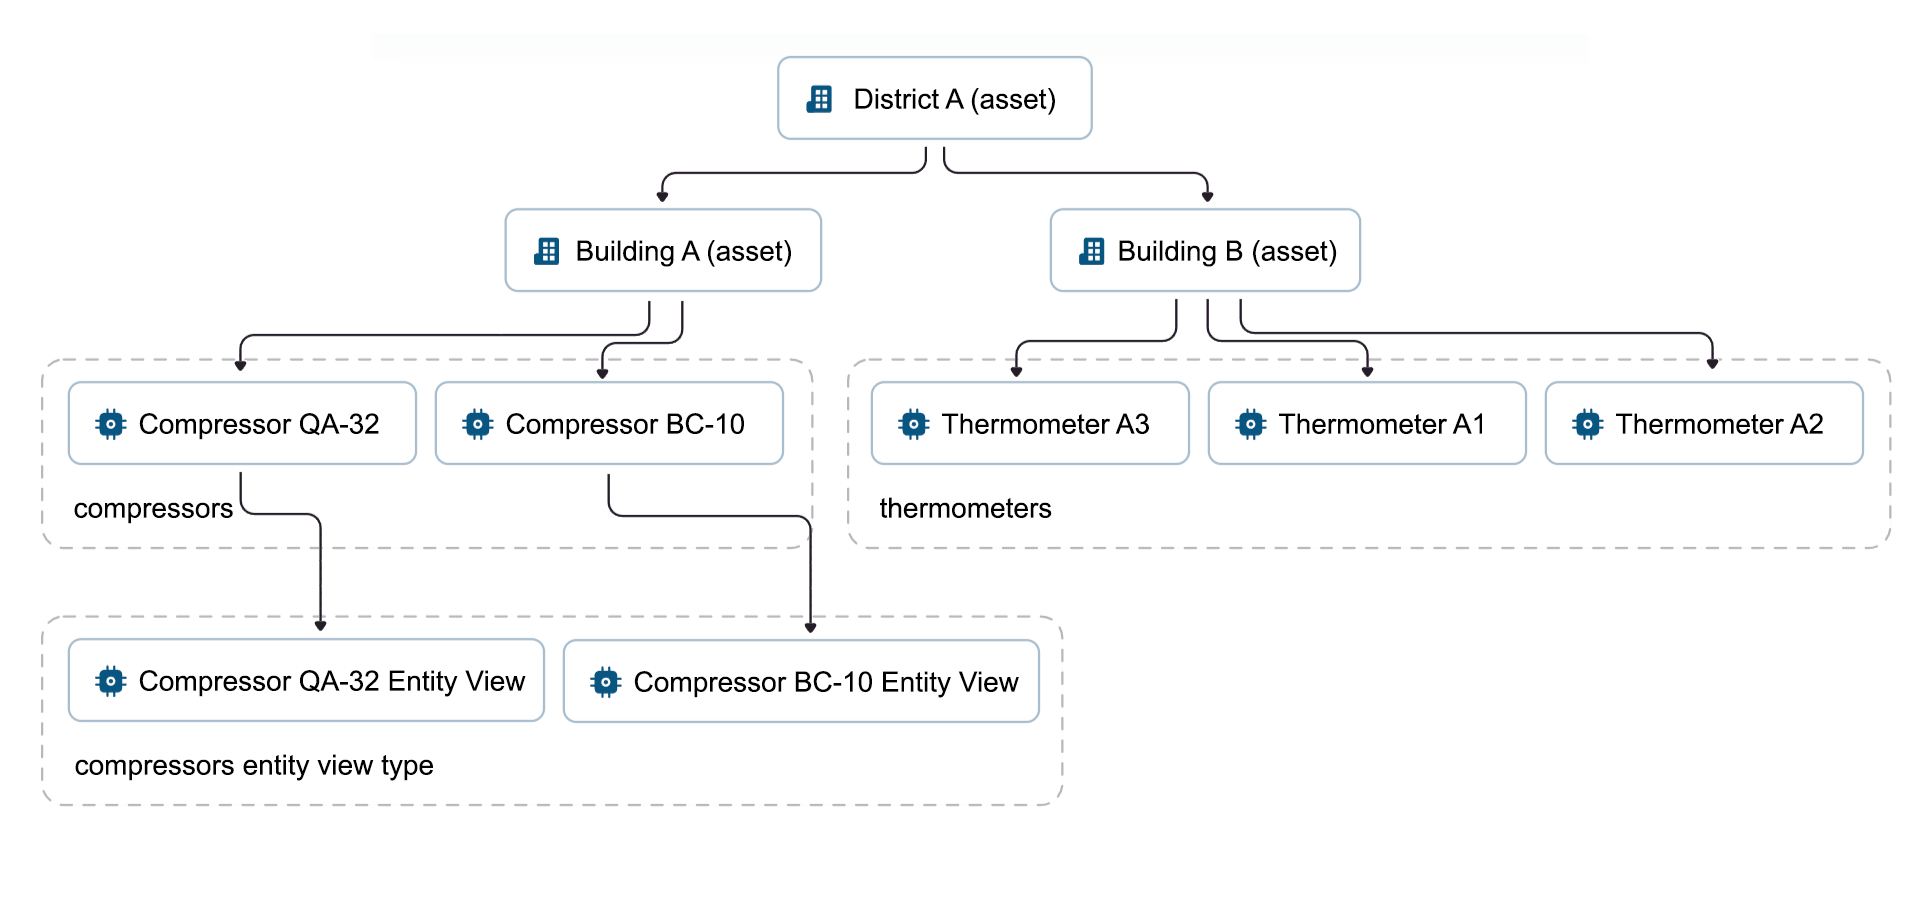 District A (asset)
Building A (asset)
Building B (asset)
Compressor QA-32
Compressor BC-10
Thermometer A3
Thermometer A1
Thermometer A2
compressors
thermometers
Compressor QA-32 Entity View
Compressor BC-10 Entity View
compressors entity view type